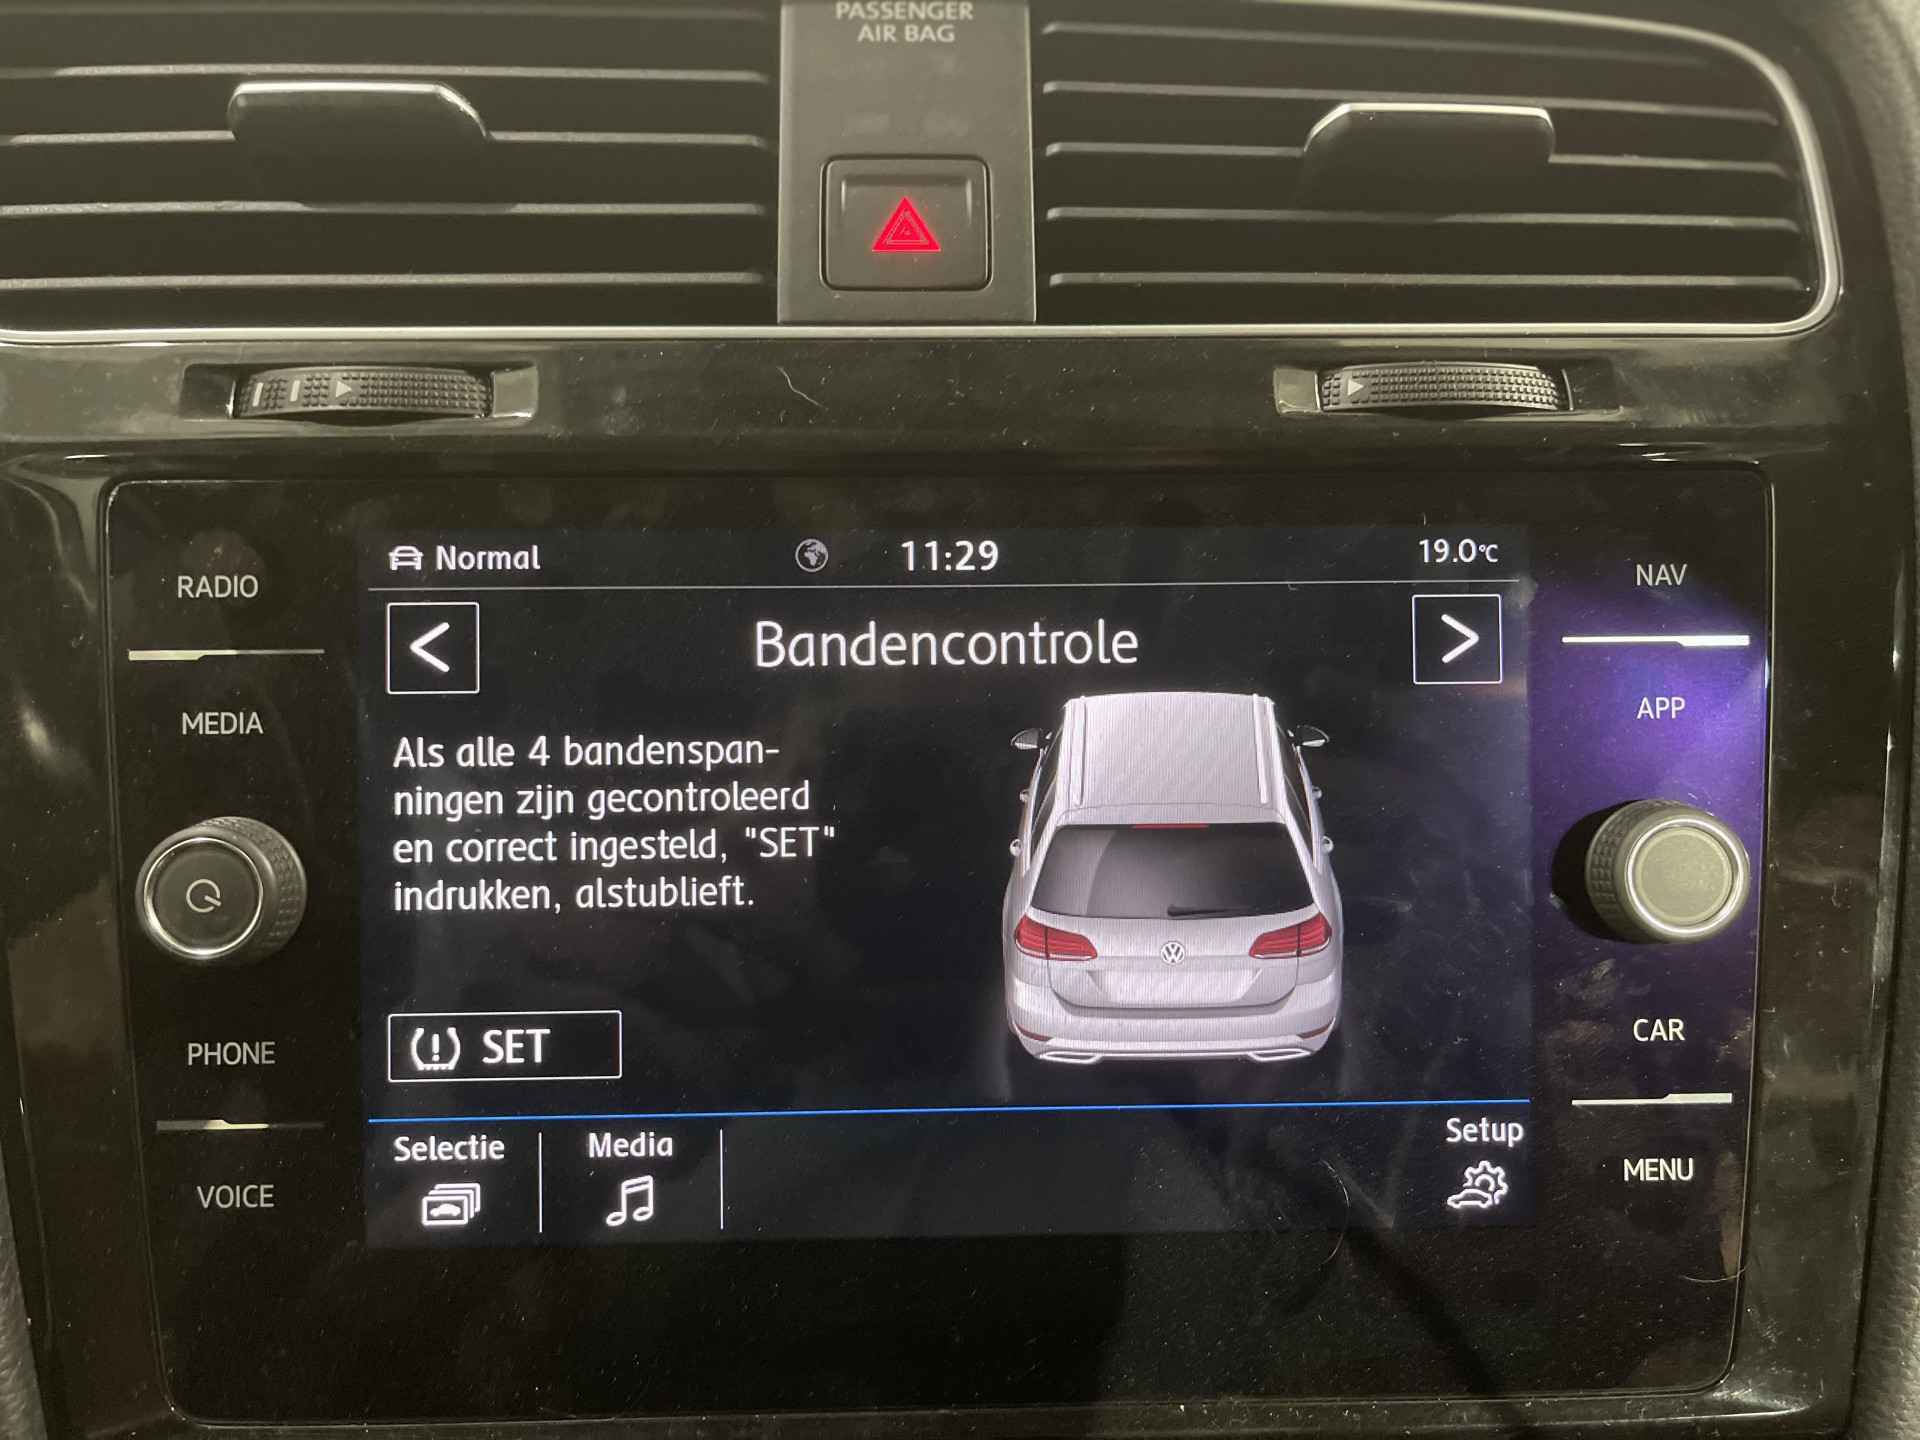 PASSENGER
AIR BAG
Normal
11:29
19.0°C
RADIO
MEDIA
PHONE
VOICE
Bandencontrole
Als alle 4 bandenspan-
ningen zijn gecontroleerd
en correct ingesteld, "SET"
indrukken, alstublieft.
SET
Selectie
Media
Setup
NAV
APP
CAR
MENU